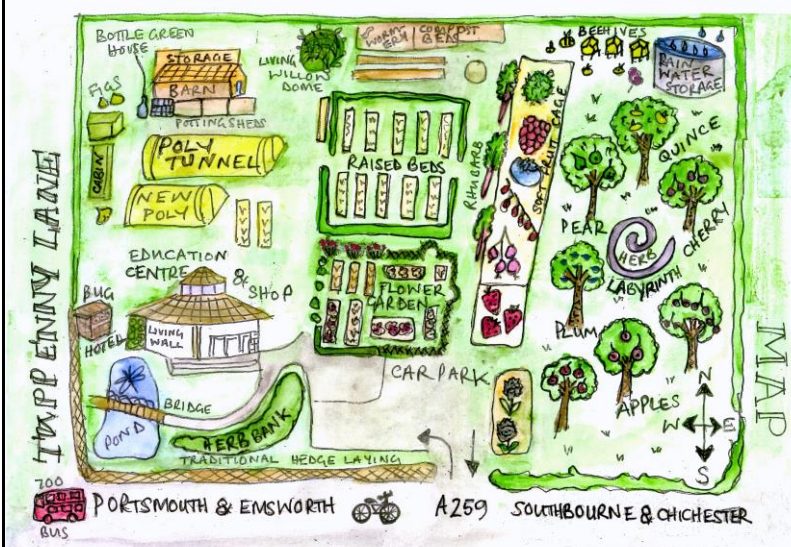 BOTTLE GREEN
HOUSE
STORAGE
BARN
POTTING SHEDS
FIGS
CABIN
LIVING
WILLOW
DOME
WORM-
ERY
COMPOST
BEDS
BEEHIVES
RAIN
WATER
STORAGE
POLY
TUNNEL
NEW
POLY
RAISED BEDS
RHUBARB
SOFT FRUIT CAGE
QUINCE
PEAR
CHERRY
HERB
LABYRINTH
PLUM
APPLES
EDUCATION
CENTRE & SHOP
LIVING
WALL
BUG
HOTEL
FLOWER
GARDEN
CAR PARK
BRIDGE
POND
HERB BANK
TRADITIONAL HEDGE LAYING
TAPPENNY LANE
MAP
N
W E
S
700
BUS
PORTSMOUTH & EMSWORTH
A259
SOUTHBOURNE & CHICHESTER